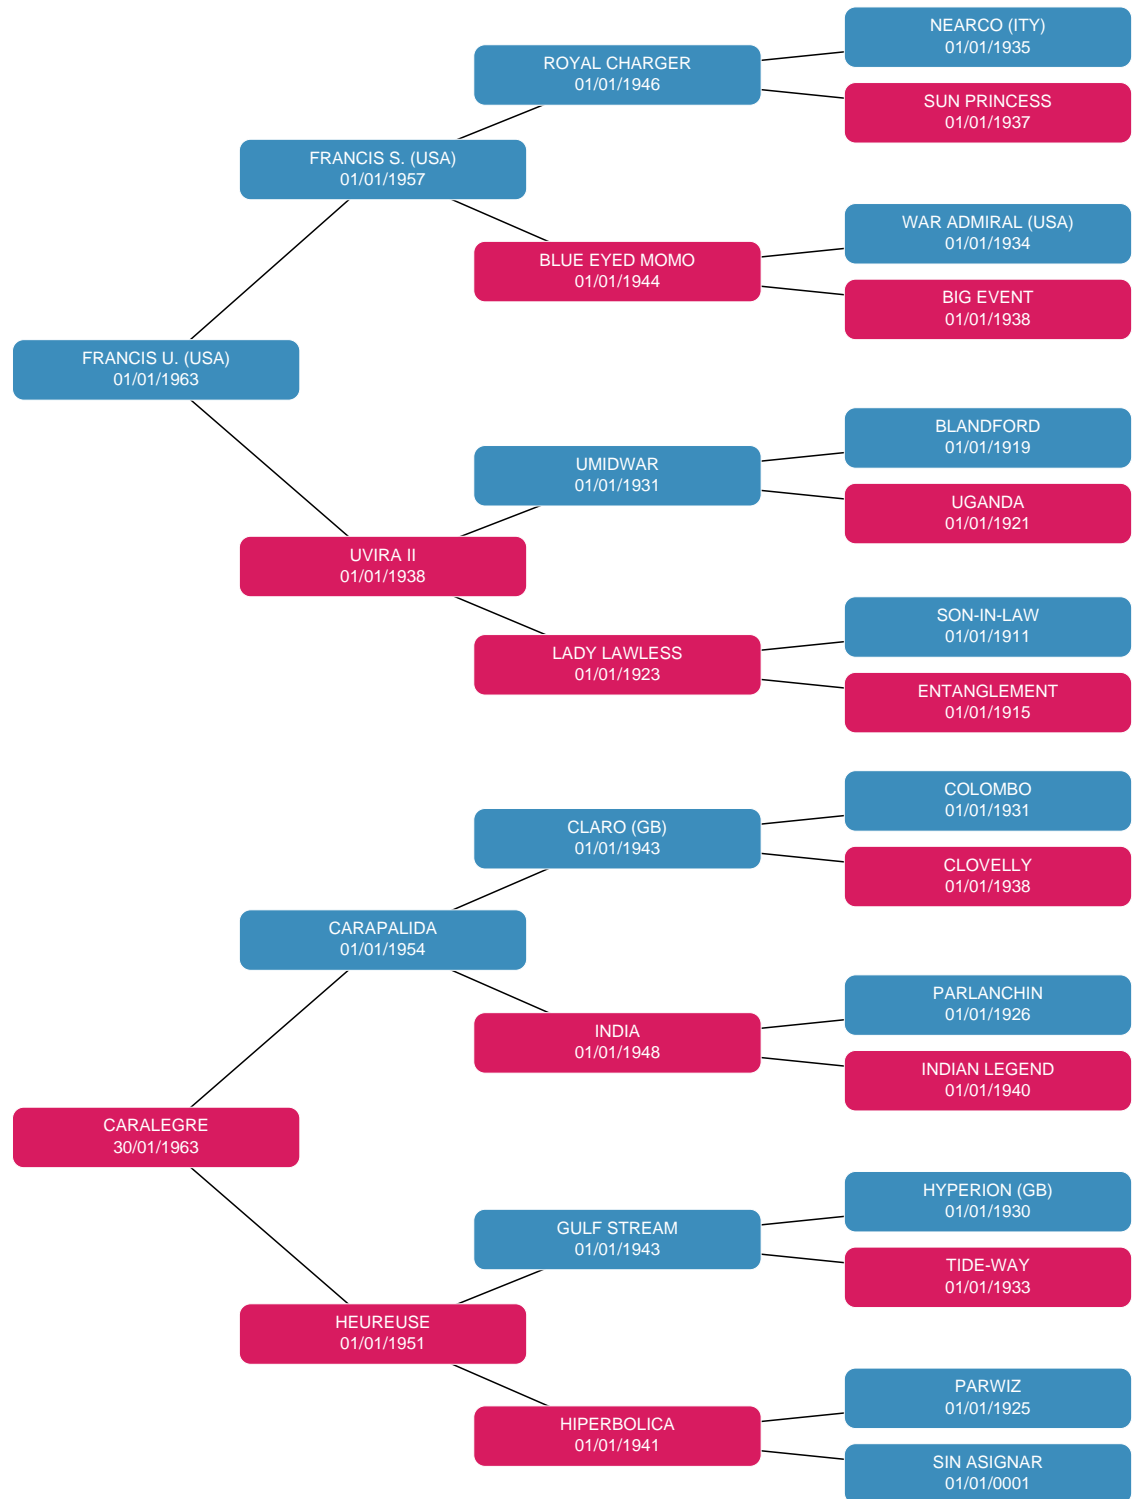 NEARCO (ITY)
01/01/1935
ROYAL CHARGER
01/01/1946
SUN PRINCESS
01/01/1937
FRANCIS S. (USA)
01/01/1957
WAR ADMIRAL (USA)
01/01/1934
BLUE EYED MOMO
01/01/1944
BIG EVENT
01/01/1938
FRANCIS U. (USA)
01/01/1963
BLANDFORD
01/01/1919
UMIDWAR
01/01/1931
UGANDA
01/01/1921
UVIRA II
01/01/1938
SON-IN-LAW
01/01/1911
LADY LAWLESS
01/01/1923
ENTANGLEMENT
01/01/1915
COLOMBO
01/01/1931
CLARO (GB)
01/01/1943
CLOVELLY
01/01/1938
CARAPALIDA
01/01/1954
PARLANCHIN
01/01/1926
INDIA
01/01/1948
INDIAN LEGEND
01/01/1940
CARALEGRE
30/01/1963
HYPERION (GB)
01/01/1930
GULF STREAM
01/01/1943
TIDE-WAY
01/01/1933
HEUREUSE
01/01/1951
PARWIZ
01/01/1925
HIPERBOLICA
01/01/1941
SIN ASIGNAR
01/01/0001